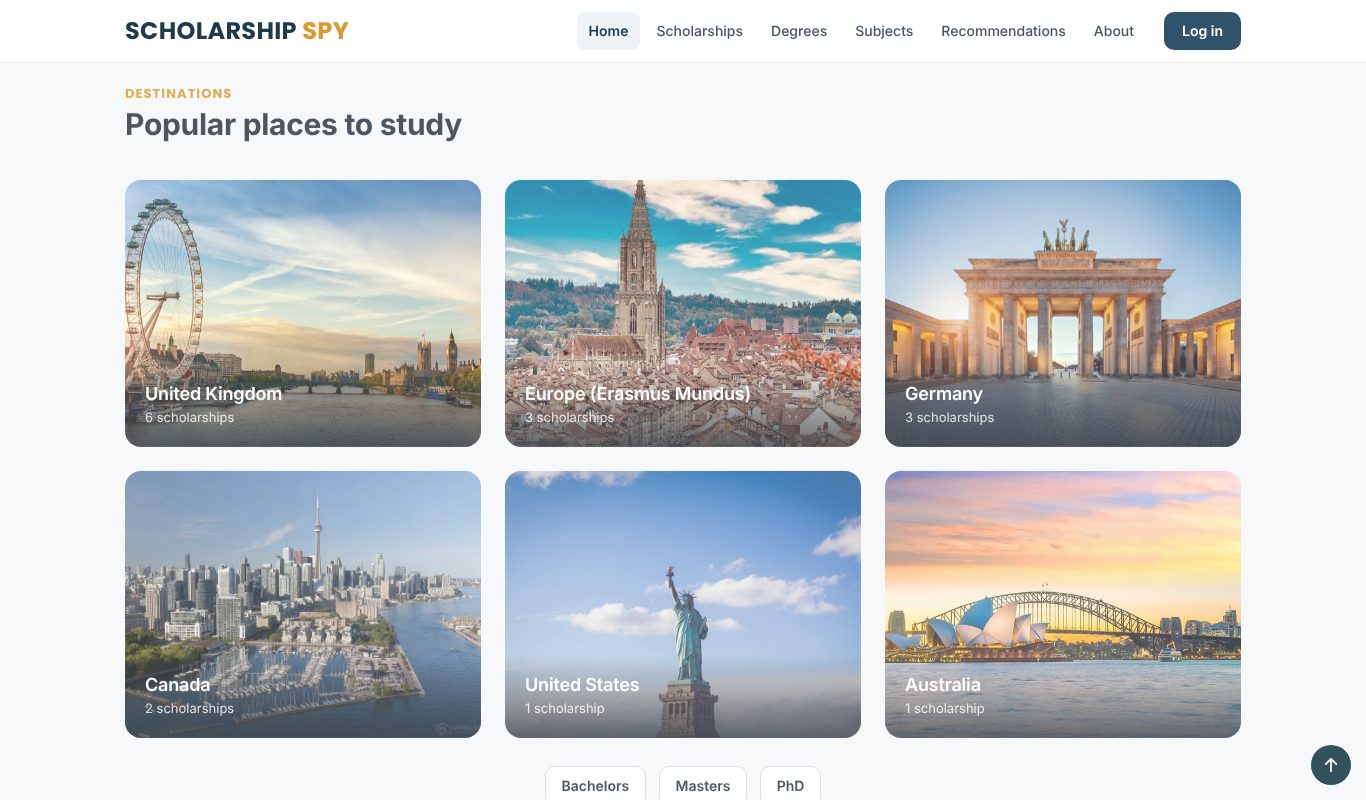 SCHOLARSHIP SPY
Home Scholarships Degrees Subjects Recommendations About Log in
DESTINATIONS
Popular places to study
United Kingdom
6 scholarships
Europe (Erasmus Mundus)
3 scholarships
Germany
3 scholarships
Canada
2 scholarships
United States
1 scholarship
Australia
1 scholarship
Bachelors Masters PhD